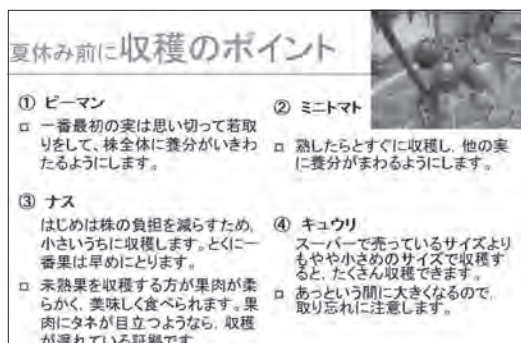 夏休み前に収穫のポイント
① ピーマン
□ 一番最初の実は思い切って若取
りをして、株全体に養分がいきわ
たるようにします。
② ミニトマト
□ 熟したらとすぐに収穫し、他の実
に養分がまわるようにします。
③ ナス
はじめは株の負担を減らすため、
小さいうちに収穫します。とくに一
番果は早めにとります。
□ 未熟果を収穫する方が果肉が柔
らかく、美味しく食べられます。果
肉にタネが目立つようなら、収穫
が遅れている証拠です。
④ キュウリ
スーパーで売っているサイズより
もやや小さめのサイズで収穫す
ると、たくさん収穫できます。
□ あっという間に大きくなるので、
取り忘れに注意します。